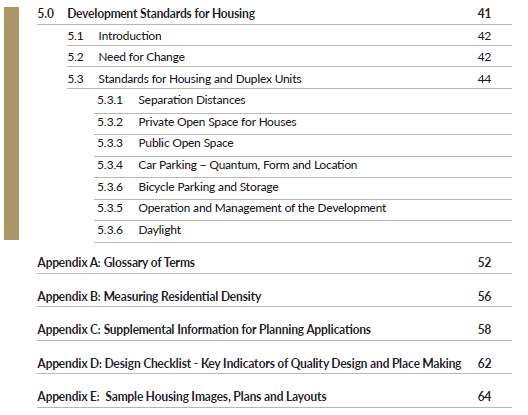 5.0 Development Standards for Housing 41
5.1 Introduction 42
5.2 Need for Change 42
5.3 Standards for Housing and Duplex Units 44
5.3.1 Separation Distances
5.3.2 Private Open Space for Houses
5.3.3 Public Open Space
5.3.4 Car Parking – Quantum, Form and Location
5.3.6 Bicycle Parking and Storage
5.3.5 Operation and Management of the Development
5.3.6 Daylight
Appendix A: Glossary of Terms 52
Appendix B: Measuring Residential Density 56
Appendix C: Supplemental Information for Planning Applications 58
Appendix D: Design Checklist - Key Indicators of Quality Design and Place Making 62
Appendix E: Sample Housing Images, Plans and Layouts 64